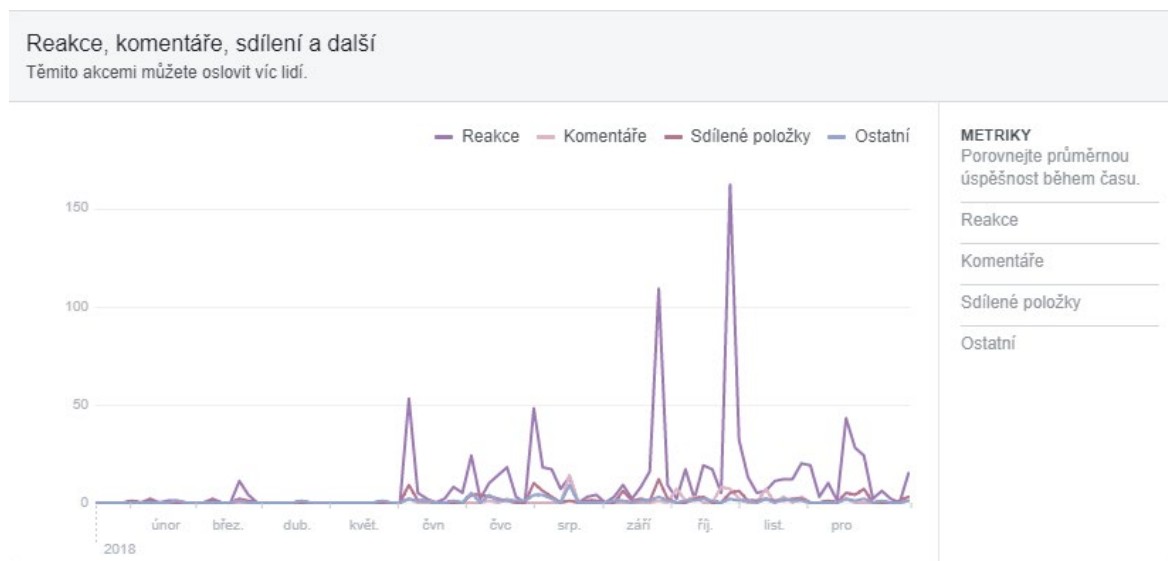 Reakce, komentáře, sdílení a další
Těmito akcemi můžete oslovit víc lidí.
Reakce Komentáře Sdílené položky Ostatní
150
100
50
0
únor břez. dub. květ. čvn čvc srp. září říj. list. pro
2018
METRIKY
Porovnejte průměrnou
úspěšnost během času.
Reakce
Komentáře
Sdílené položky
Ostatní